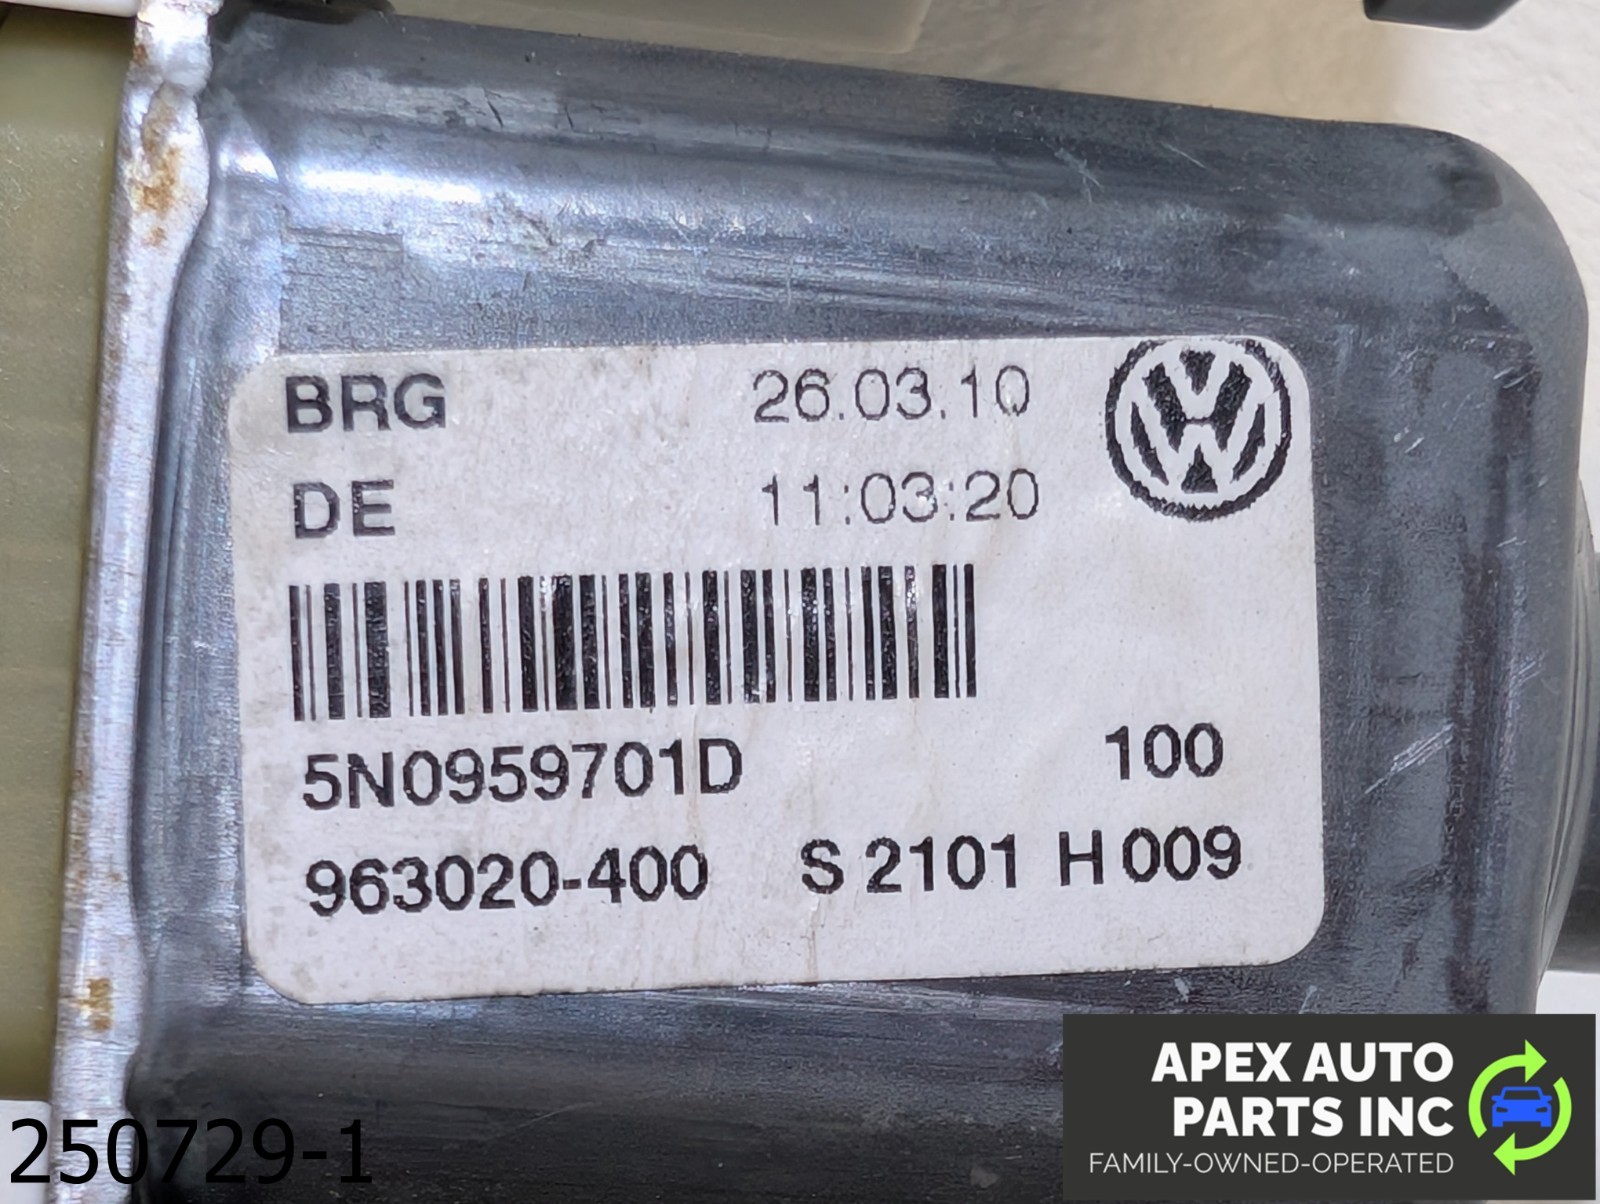 BRG 26.03.10
DE 11:03:20
5N0959701D 100
963020-400 S 2101 H 009
250729-1
APEX AUTO
PARTS INC
FAMILY-OWNED-OPERATED